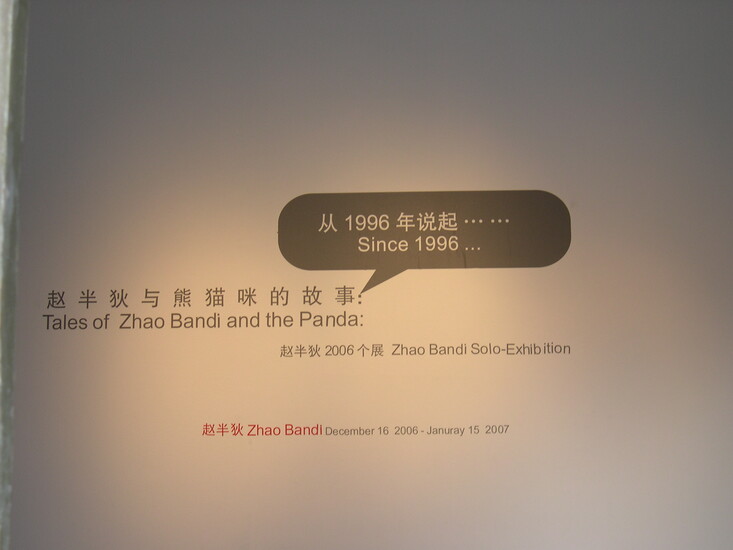 从 1996 年说起 … …
Since 1996 ...
赵半狄与熊猫咪的故事:
Tales of Zhao Bandi and the Panda:
赵半狄 2006 个展 Zhao Bandi Solo-Exhibition
赵半狄 Zhao Bandi December 16 2006 - Januray 15 2007